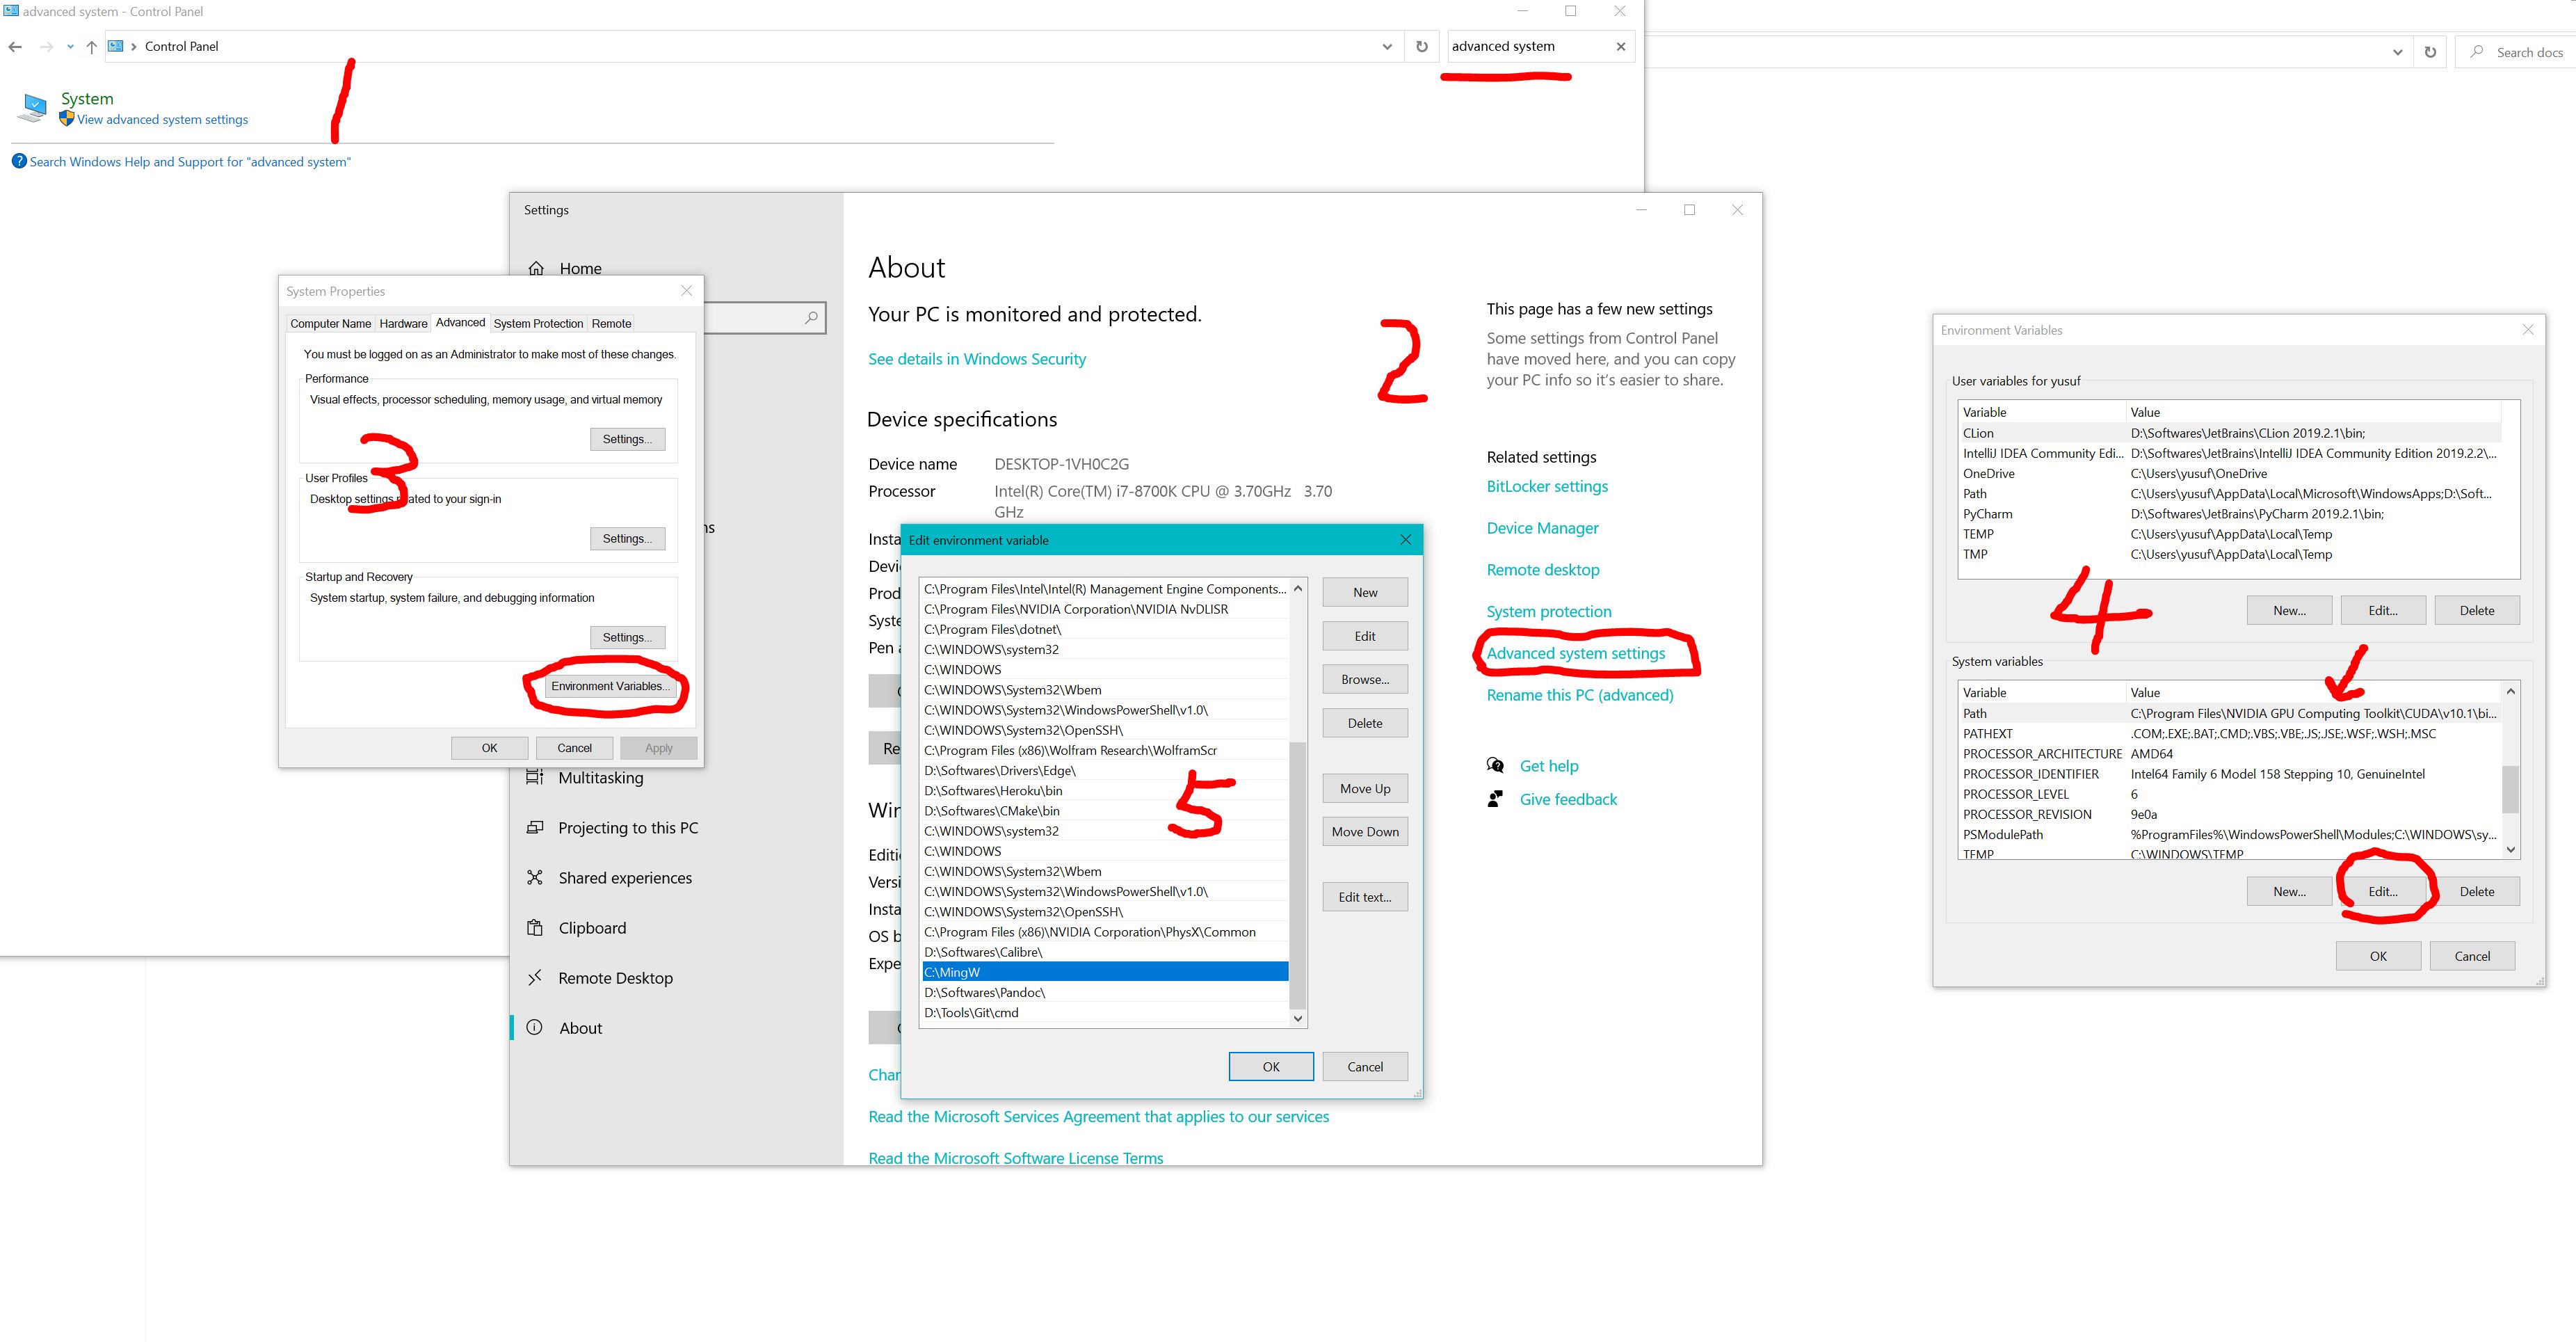 advanced system - Control Panel
Control Panel
advanced system
Search docs
System
View advanced system settings
Search Windows Help and Support for "advanced system"
1
Settings
Home
About
Your PC is monitored and protected.
See details in Windows Security
Device specifications
Device name DESKTOP-1VH0C2G
Processor Intel(R) Core(TM) i7-8700K CPU @ 3.70GHz 3.70
GHz
Insta
Devi
Prod
Syste
Pen a
Re
Edit
Versi
Insta
OS b
Expe
Char
Read the Microsoft Services Agreement that applies to our services
Read the Microsoft Software License Terms
2
This page has a few new settings
Some settings from Control Panel
have moved here, and you can copy
your PC info so it's easier to share.
Related settings
BitLocker settings
Device Manager
Remote desktop
System protection
Advanced system settings
Rename this PC (advanced)
Get help
Give feedback
ns
Multitasking
Projecting to this PC
Shared experiences
Clipboard
Remote Desktop
About
System Properties
Computer Name Hardware Advanced System Protection Remote
You must be logged on as an Administrator to make most of these changes.
Performance
Visual effects, processor scheduling, memory usage, and virtual memory
Settings...
3
User Profiles
Desktop settings related to your sign-in
Settings...
Startup and Recovery
System startup, system failure, and debugging information
Settings...
Environment Variables...
OK Cancel Apply
Environment Variables
User variables for yusuf
Variable Value
CLion D:\Softwares\JetBrains\CLion 2019.2.1\bin;
IntelliJ IDEA Community Edi... D:\Softwares\JetBrains\IntelliJ IDEA Community Edition 2019.2.2\...
OneDrive C:\Users\yusuf\OneDrive
Path C:\Users\yusuf\AppData\Local\Microsoft\WindowsApps;D:\Soft...
PyCharm D:\Softwares\JetBrains\PyCharm 2019.2.1\bin;
TEMP C:\Users\yusuf\AppData\Local\Temp
TMP C:\Users\yusuf\AppData\Local\Temp
4
New... Edit... Delete
System variables
Variable Value
Path C:\Program Files\NVIDIA GPU Computing Toolkit\CUDA\v10.1\bi...
PATHEXT .COM;.EXE;.BAT;.CMD;.VBS;.VBE;.JS;.JSE;.WSF;.WSH;.MSC
PROCESSOR_ARCHITECTURE AMD64
PROCESSOR_IDENTIFIER Intel64 Family 6 Model 158 Stepping 10, GenuineIntel
PROCESSOR_LEVEL 6
PROCESSOR_REVISION 9e0a
PSModulePath %ProgramFiles%\WindowsPowerShell\Modules;C:\WINDOWS\sy...
TEMP C:\WINDOWS\TEMP
New... Edit... Delete
OK Cancel
Edit environment variable
C:\Program Files\Intel\Intel(R) Management Engine Components...
C:\Program Files\NVIDIA Corporation\NVIDIA NvDLISR
C:\Program Files\dotnet\
C:\WINDOWS\system32
C:\WINDOWS
C:\WINDOWS\System32\Wbem
C:\WINDOWS\System32\WindowsPowerShell\v1.0\
C:\WINDOWS\System32\OpenSSH\
C:\Program Files (x86)\Wolfram Research\WolframScr
D:\Softwares\Drivers\Edge\
D:\Softwares\Heroku\bin
D:\Softwares\CMake\bin
C:\WINDOWS\system32
C:\WINDOWS
C:\WINDOWS\System32\Wbem
C:\WINDOWS\System32\WindowsPowerShell\v1.0\
C:\WINDOWS\System32\OpenSSH\
C:\Program Files (x86)\NVIDIA Corporation\PhysX\Common
D:\Softwares\Calibre\
C:\MingW
D:\Softwares\Pandoc\
D:\Tools\Git\cmd
5
New
Edit
Browse...
Delete
Move Up
Move Down
Edit text...
OK Cancel